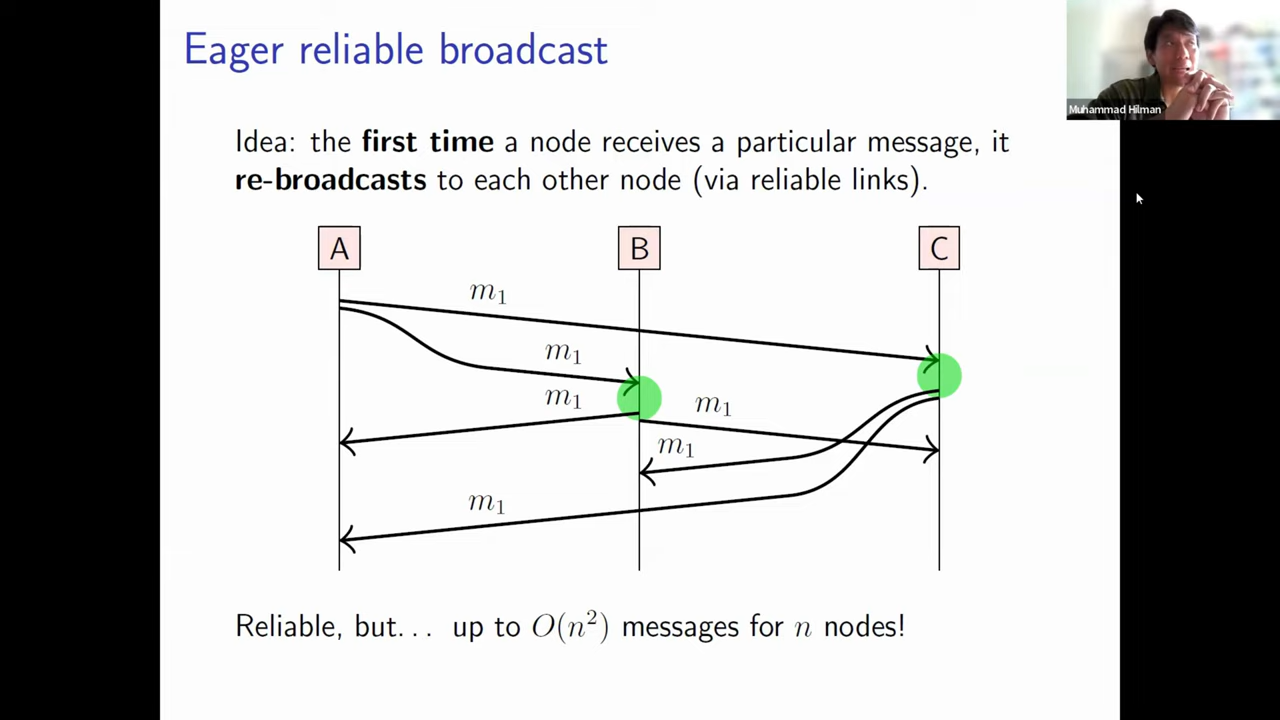 Eager reliable broadcast
Muhammad Hilman
Idea: the first time a node receives a particular message, it
re-broadcasts to each other node (via reliable links).
A
B
C
m₁
m₁
m₁
m₁
m₁
m₁
Reliable, but... up to O(n²) messages for n nodes!